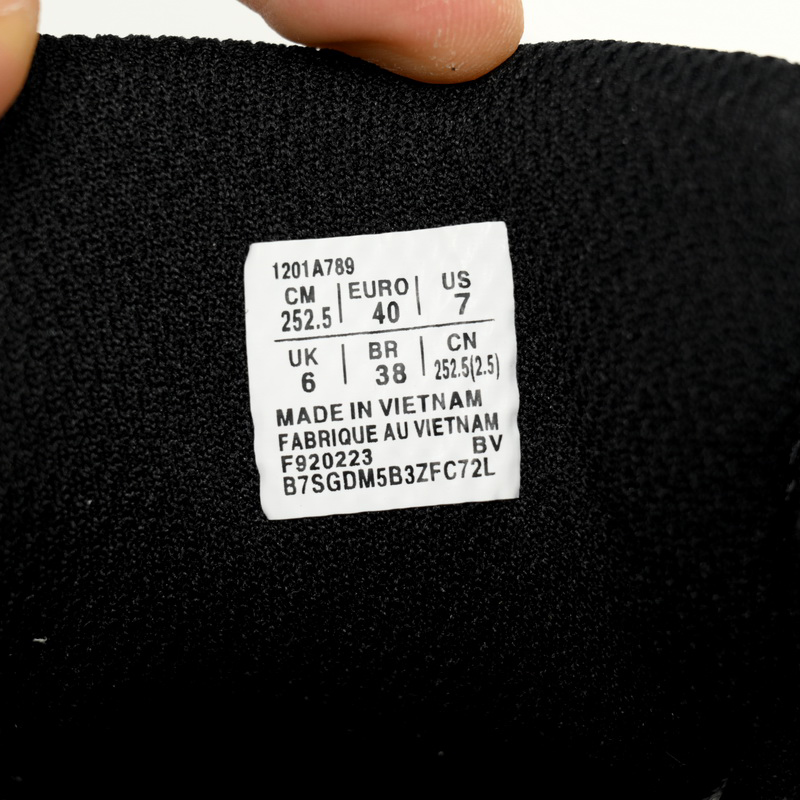 1201A789
CM | EURO | US
252.5 | 40 | 7
UK | BR | CN
6 | 38 | 252.5(2.5)
MADE IN VIETNAM
FABRIQUE AU VIETNAM
F920223 BV
B7SGDM5B3ZFC72L